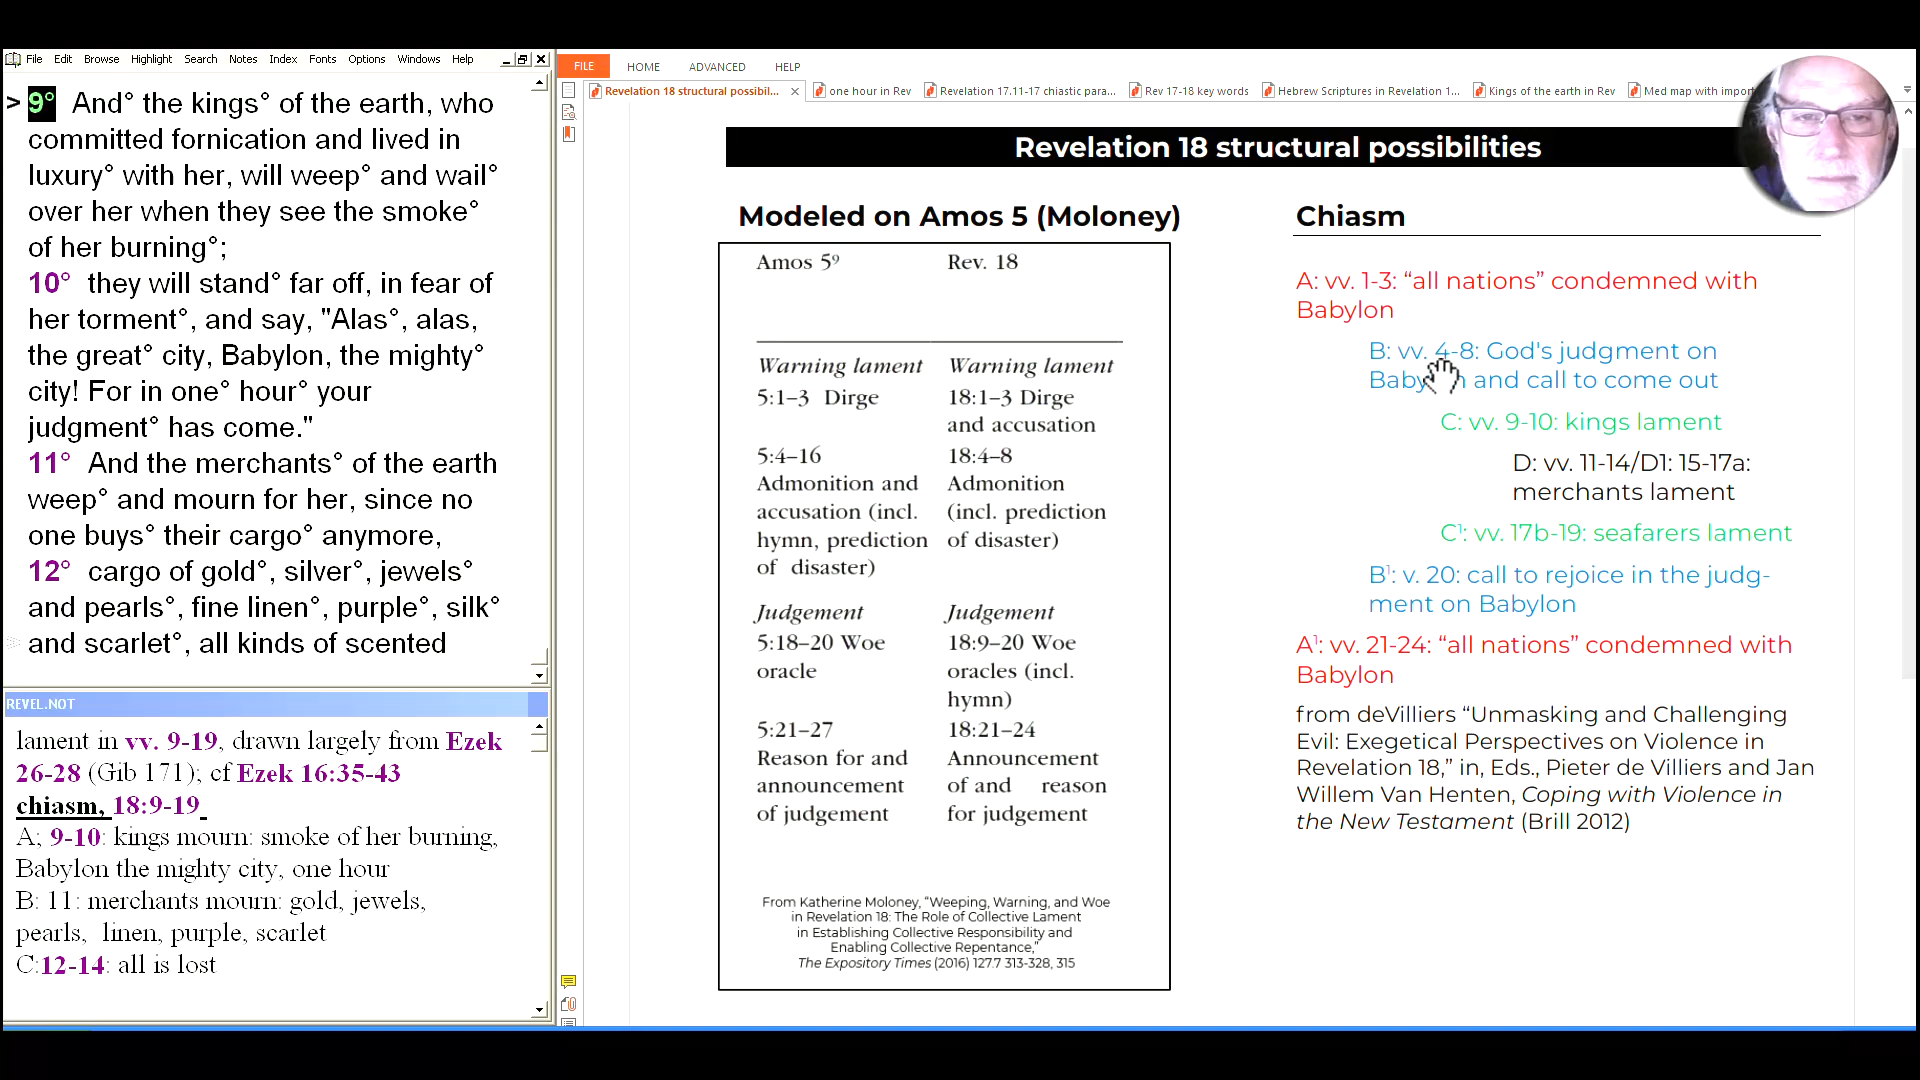 File Edit Browse Highlight Search Notes Index Fonts Options Windows Help
> 9° And° the kings° of the earth, who
committed fornication and lived in
luxury° with her, will weep° and wail°
over her when they see the smoke°
of her burning°;
10° they will stand° far off, in fear of
her torment°, and say, "Alas°, alas,
the great° city, Babylon, the mighty°
city! For in one° hour° your
judgment° has come."
11° And the merchants° of the earth
weep° and mourn for her, since no
one buys° their cargo° anymore,
12° cargo of gold°, silver°, jewels°
and pearls°, fine linen°, purple°, silk°
and scarlet°, all kinds of scented
REVEL.NOT
lament in vv. 9-19, drawn largely from Ezek
26-28 (Gib 171); cf Ezek 16:35-43
chiasm, 18:9-19
A; 9-10: kings mourn: smoke of her burning,
Babylon the mighty city, one hour
B: 11: merchants mourn: gold, jewels,
pearls, linen, purple, scarlet
C:12-14: all is lost
FILE HOME ADVANCED HELP
Revelation 18 structural possibil... one hour in Rev Revelation 17.11-17 chiastic para... Rev 17-18 key words Hebrew Scriptures in Revelation 1... Kings of the earth in Rev Med map with impor
Revelation 18 structural possibilities
Modeled on Amos 5 (Moloney)
Amos 5⁹ Rev. 18
Warning lament Warning lament
5:1–3 Dirge 18:1–3 Dirge
and accusation
5:4–16 18:4–8
Admonition and Admonition
accusation (incl. (incl. prediction
hymn, prediction of disaster)
of disaster)
Judgement Judgement
5:18–20 Woe 18:9–20 Woe
oracle oracles (incl.
hymn)
5:21–27 18:21–24
Reason for and Announcement
announcement of and reason
of judgement for judgement
From Katherine Moloney, "Weeping, Warning, and Woe
in Revelation 18: The Role of Collective Lament
in Establishing Collective Responsibility and
Enabling Collective Repentance,"
The Expository Times (2016) 127.7 313-328, 315
Chiasm
A: vv. 1-3: “all nations” condemned with
Babylon
B: vv. 4-8: God's judgment on
Babylon and call to come out
C: vv. 9-10: kings lament
D: vv. 11-14/D1: 15-17a:
merchants lament
C¹: vv. 17b-19: seafarers lament
B¹: v. 20: call to rejoice in the judg-
ment on Babylon
A¹: vv. 21-24: “all nations” condemned with
Babylon
from deVilliers “Unmasking and Challenging
Evil: Exegetical Perspectives on Violence in
Revelation 18,” in, Eds., Pieter de Villiers and Jan
Willem Van Henten, Coping with Violence in
the New Testament (Brill 2012)